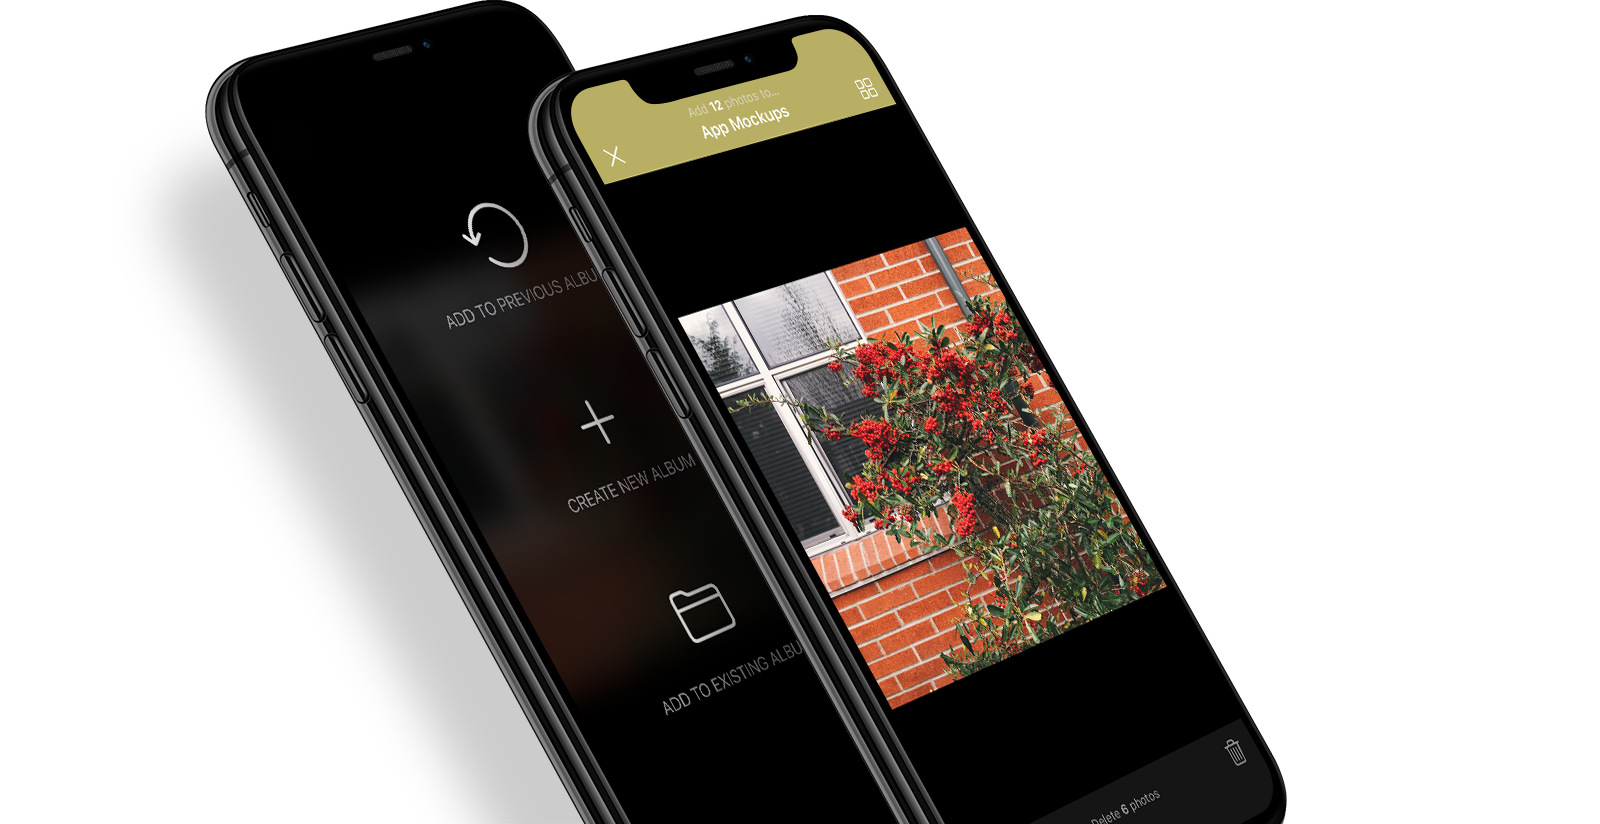 ADD TO PREVIOUS ALBU
CREATE NEW ALBUM
ADD TO EXISTING ALBU
Add 12 photos to...
App Mockups
Delete 6 photos